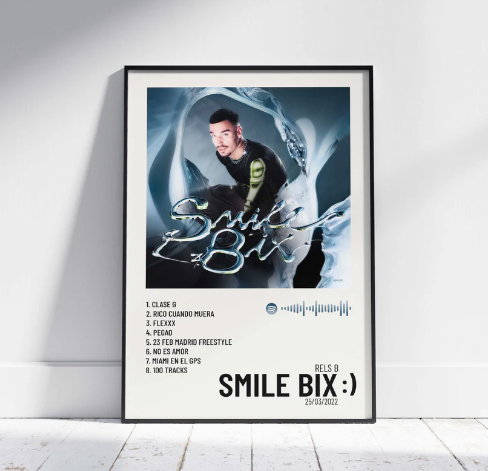 Smile
Bix
1. CLASE G
2. RICO CUANDO MUERA
3. FLEXXX
4. PEGAO
5. 23 FEB MADRID FREESTYLE
6. NO ES AMOR
7. MIAMI EN EL GPS
8. 100 TRACKS
RELS B
SMILE BIX :)
25/03/2022